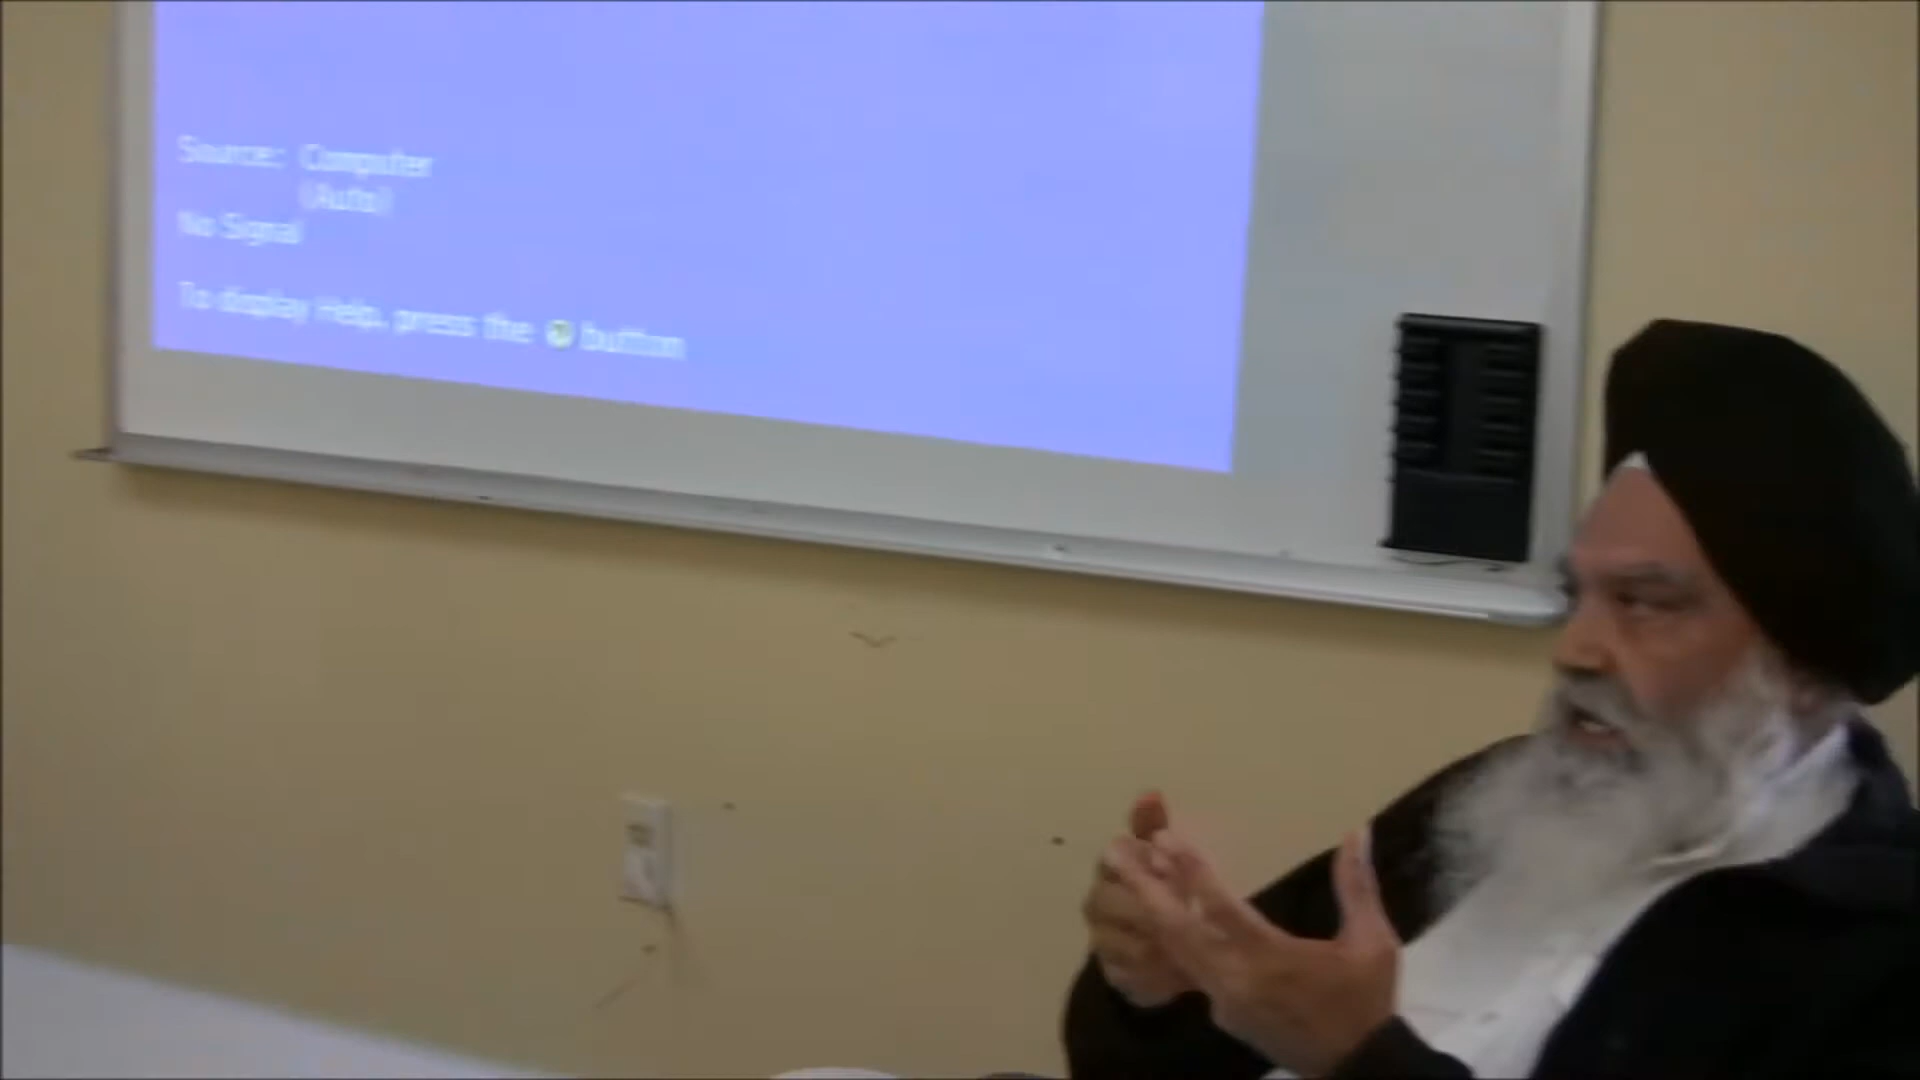 Source: Computer
(Auto)
No Signal
To display Help, press the ? button